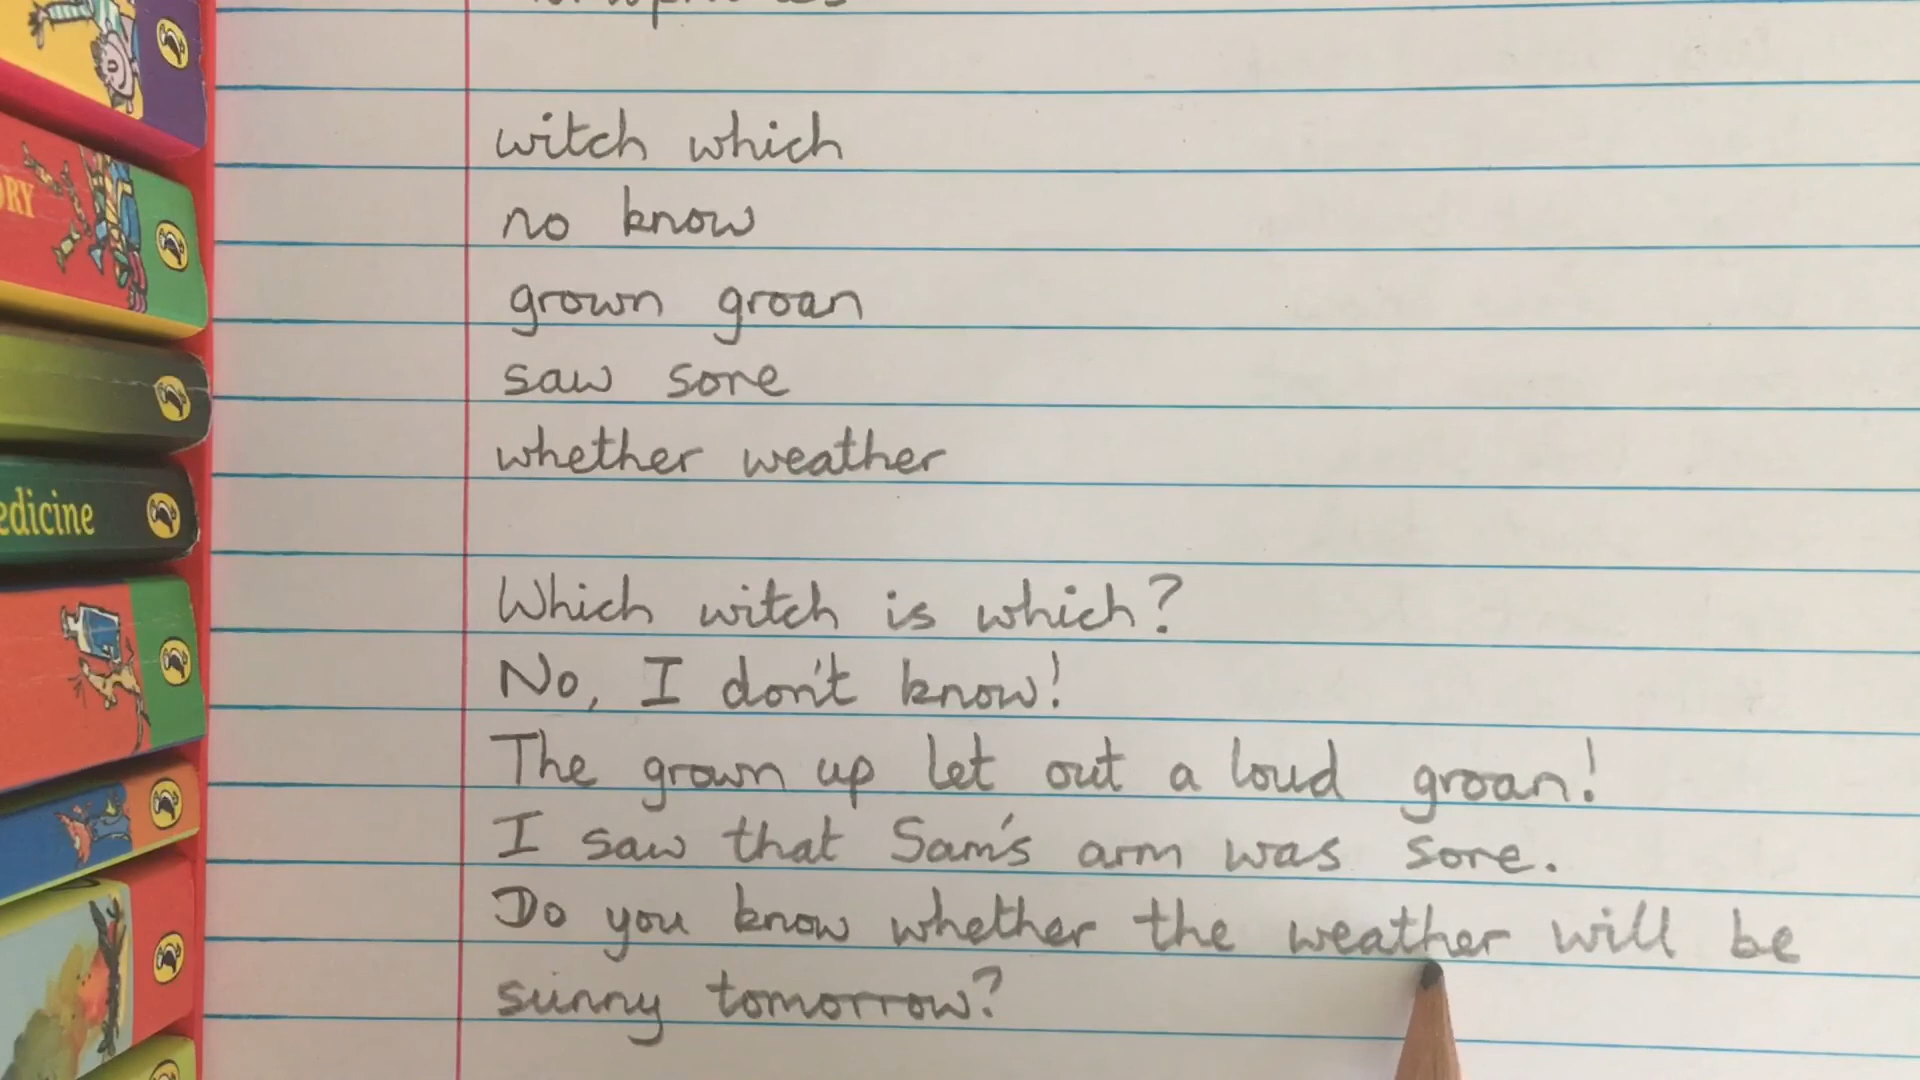 witch which
no know
grown groan
saw sore
whether weather
Which witch is which?
No, I don't know!
The grown up let out a loud groan!
I saw that Sam's arm was sore.
Do you know whether the weather will be
sunny tomorrow?